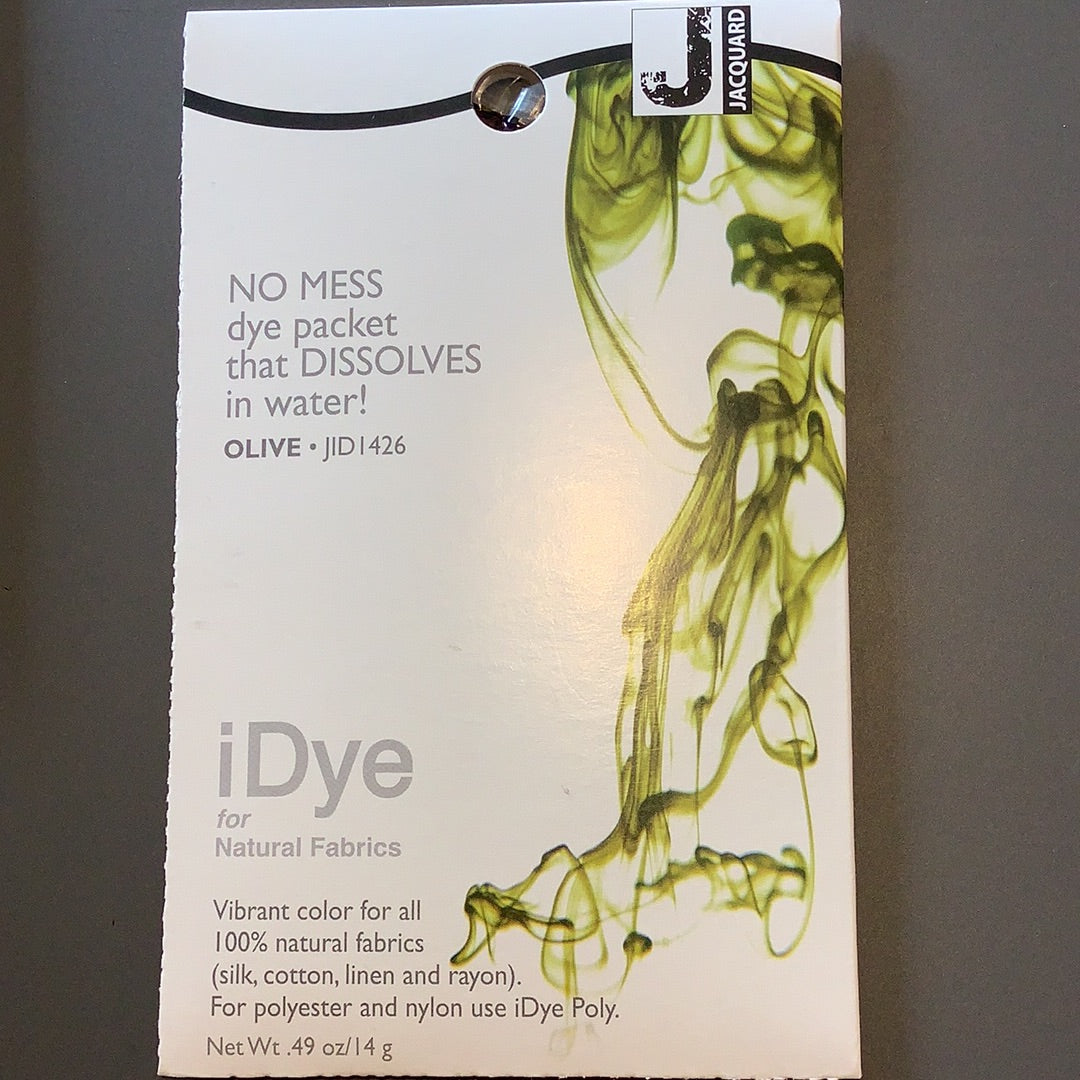 J
JACQUARD
NO MESS
dye packet
that DISSOLVES
in water!
OLIVE • JID1426
iDye
for
Natural Fabrics
Vibrant color for all
100% natural fabrics
(silk, cotton, linen and rayon).
For polyester and nylon use iDye Poly.
Net Wt .49 oz/14 g